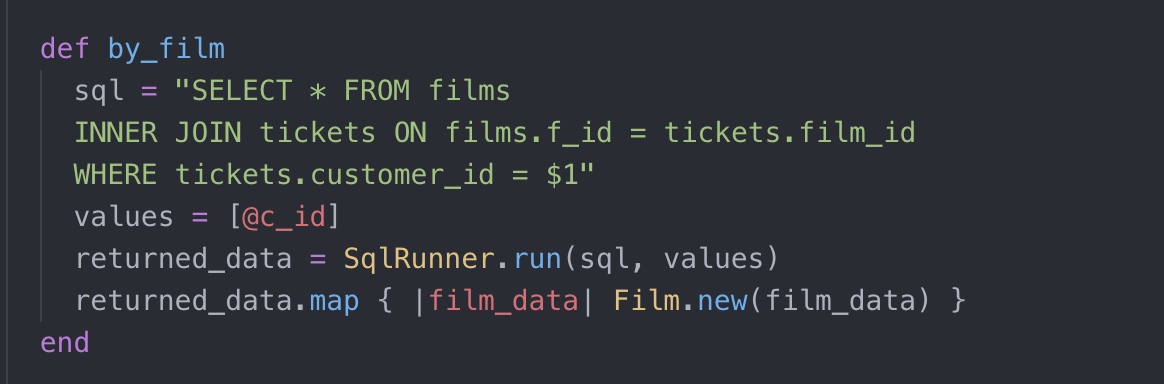 def by_film
  sql = "SELECT * FROM films
  INNER JOIN tickets ON films.f_id = tickets.film_id
  WHERE tickets.customer_id = $1"
  values = [@c_id]
  returned_data = SqlRunner.run(sql, values)
  returned_data.map { |film_data| Film.new(film_data) }
end